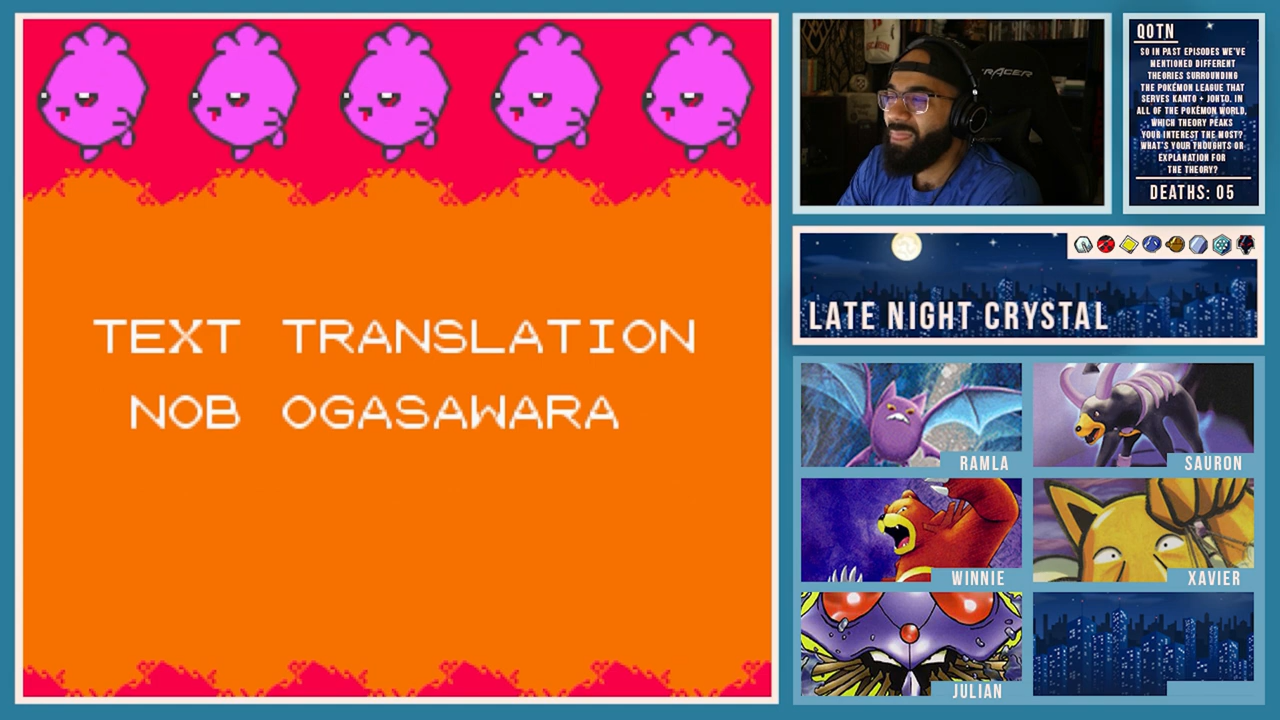 TEXT TRANSLATION
NOB OGASAWARA
RACER
QOTN
SO IN PAST EPISODES WE'VE
MENTIONED DIFFERENT
THEORIES SURROUNDING
THE POKÉMON LEAGUE THAT
SERVES KANTO + JOHTO. IN
ALL OF THE POKÉMON WORLD,
WHICH THEORY PEAKS
YOUR INTEREST THE MOST?
WHAT'S YOUR THOUGHTS OR
EXPLANATION FOR
THE THEORY?
DEATHS: 05
LATE NIGHT CRYSTAL
RAMLA
SAURON
WINNIE
XAVIER
JULIAN